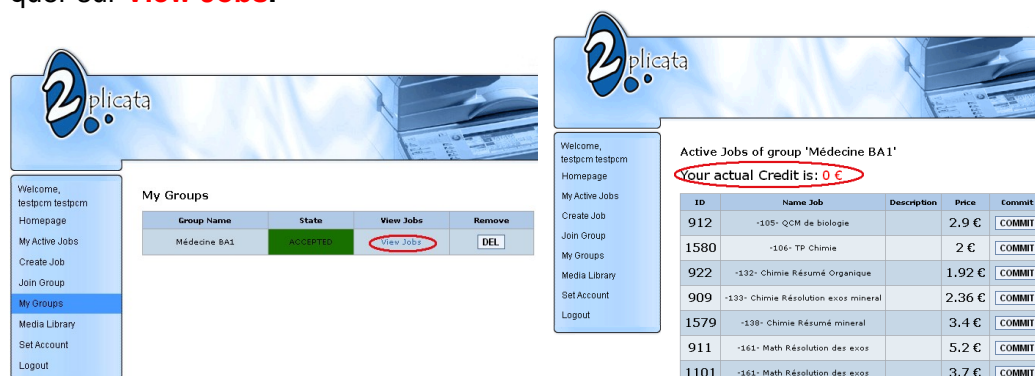 quer sur View Jobs.
2plicata
Welcome,
testpcm testpcm
Homepage
My Active Jobs
Create Job
Join Group
My Groups
Media Library
Set Account
Logout
My Groups
Group Name State View Jobs Remove
Médecine BA1 ACCEPTED View Jobs DEL
2plicata
Welcome,
testpcm testpcm
Homepage
My Active Jobs
Create Job
Join Group
My Groups
Media Library
Set Account
Logout
Active Jobs of group 'Médecine BA1'
Your actual Credit is: 0 €
ID Name Job Description Price Commit
912 -105- QCM de biologie 2.9 € COMMIT
1580 -106- TP Chimie 2 € COMMIT
922 -132- Chimie Résumé Organique 1.92 € COMMIT
909 -133- Chimie Résolution exos mineral 2.36 € COMMIT
1579 -138- Chimie Résumé mineral 3.4 € COMMIT
911 -161- Math Résolution des exos 5.2 € COMMIT
1101 -161- Math Résolution des exos 3.7 € COMMIT